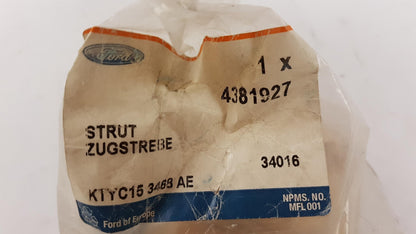 Ford
1 X
4381927
STRUT
ZUGSTREBE
34016
KTYC15 3468 AE
NPMS. NO.
MFL 001
Ford of Europe